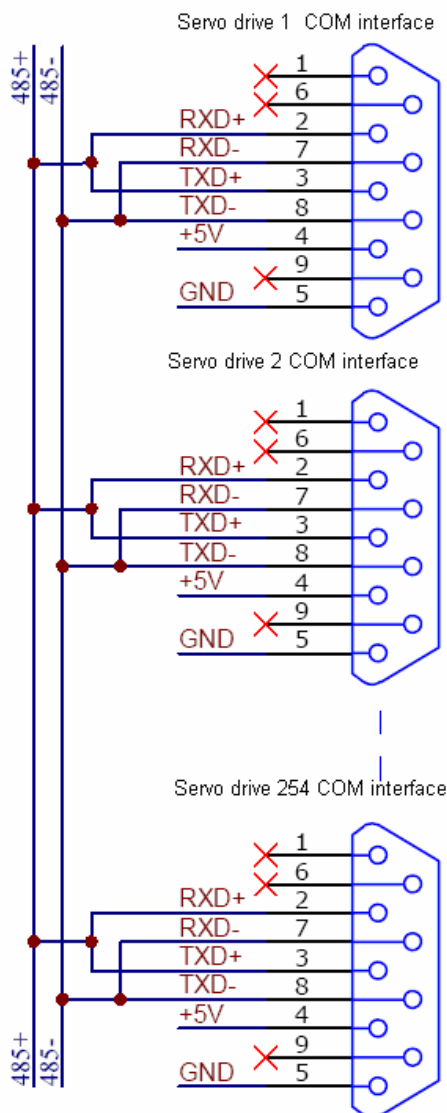 Servo drive 1 COM interface
485+
485-
1
6
RXD+ 2
RXD- 7
TXD+ 3
TXD- 8
+5V 4
9
GND 5
Servo drive 2 COM interface
1
6
RXD+ 2
RXD- 7
TXD+ 3
TXD- 8
+5V 4
9
GND 5
Servo drive 254 COM interface
1
6
RXD+ 2
RXD- 7
TXD+ 3
TXD- 8
+5V 4
9
GND 5
485+
485-